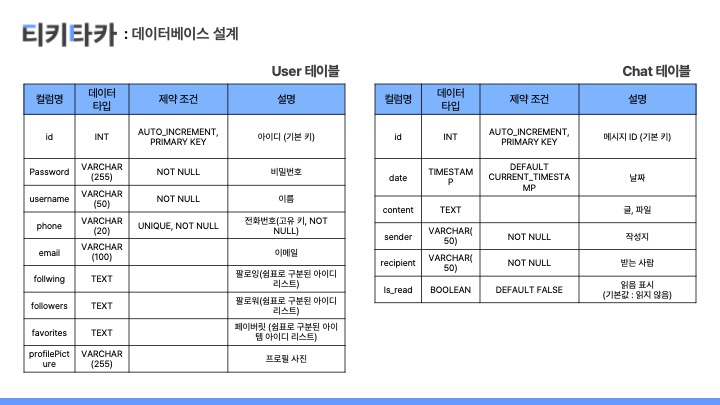 티키타카 : 데이터베이스 설계
User 테이블
컬럼명 데이터 타입 제약 조건 설명
id INT AUTO_INCREMENT, PRIMARY KEY 아이디 (기본 키)
Password VARCHAR (255) NOT NULL 비밀번호
username VARCHAR (50) NOT NULL 이름
phone VARCHAR (20) UNIQUE, NOT NULL 전화번호(고유 키, NOT NULL)
email VARCHAR (100) 이메일
follwing TEXT 팔로잉(쉼표로 구분된 아이디 리스트)
followers TEXT 팔로워(쉼표로 구분된 아이디 리스트)
favorites TEXT 페이버릿 (쉼표로 구분된 아이템 아이디 리스트)
profilePicture VARCHAR (255) 프로필 사진
Chat 테이블
컬럼명 데이터 타입 제약 조건 설명
id INT AUTO_INCREMENT, PRIMARY KEY 메시지 ID (기본 키)
date TIMESTAMP DEFAULT CURRENT_TIMESTAMP 날짜
content TEXT 글, 파일
sender VARCHAR(50) NOT NULL 작성지
recipient VARCHAR(50) NOT NULL 받는 사람
Is_read BOOLEAN DEFAULT FALSE 읽음 표시 (기본값 : 읽지 않음)